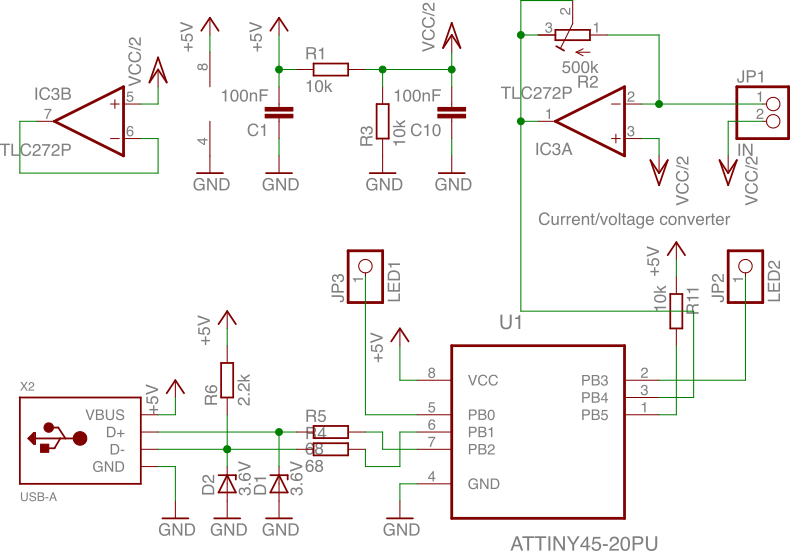 IC3B
7
TLC272P
+
5
-
6
VCC/2
+5V
8
4
GND
+5V
100nF
C1
GND
R1
10k
R3
10k
GND
VCC/2
100nF
C10
GND
2
3
1
500k
R2
TLC272P
1
- 2
+ 3
IC3A
VCC/2
JP1
1
2
IN
VCC/2
Current/voltage converter
JP3
1
LED1
+5V
10k
R11
JP2
1
LED2
U1
+5V
8 VCC
5 PB0
6 PB1
7 PB2
4 GND
PB3 2
PB4 3
PB5 1
GND
ATTINY45-20PU
X2
VBUS
D+
D-
GND
USB-A
+5V
GND
+5V
R6
2.2k
R5
R4
68
68
D2
3.6V
GND
D1
3.6V
GND